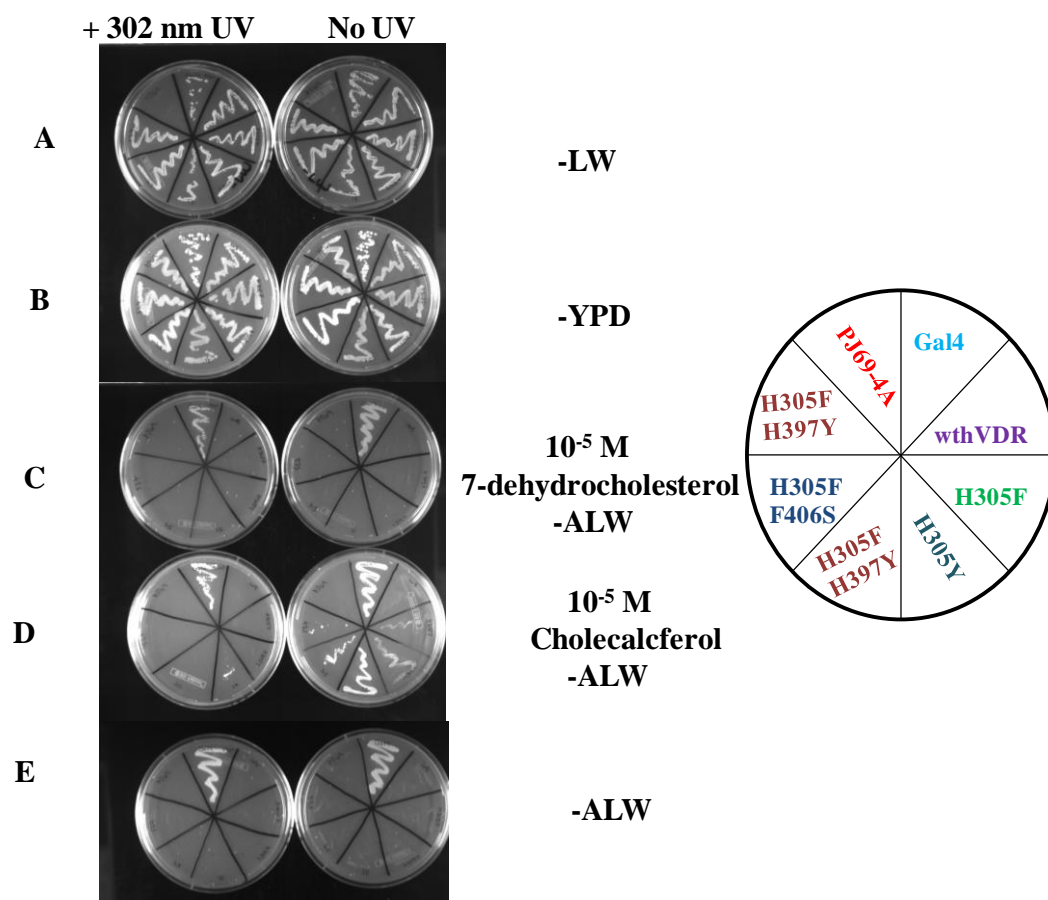 + 302 nm UV
No UV
A
-LW
B
-YPD
C
10-5 M
7-dehydrocholesterol
-ALW
D
10-5 M
Cholecalcferol
-ALW
E
-ALW
PJ69-4A
Gal4
wthVDR
H305F
H305Y
H305F
H397Y
H305F
F406S
H305F
H397Y